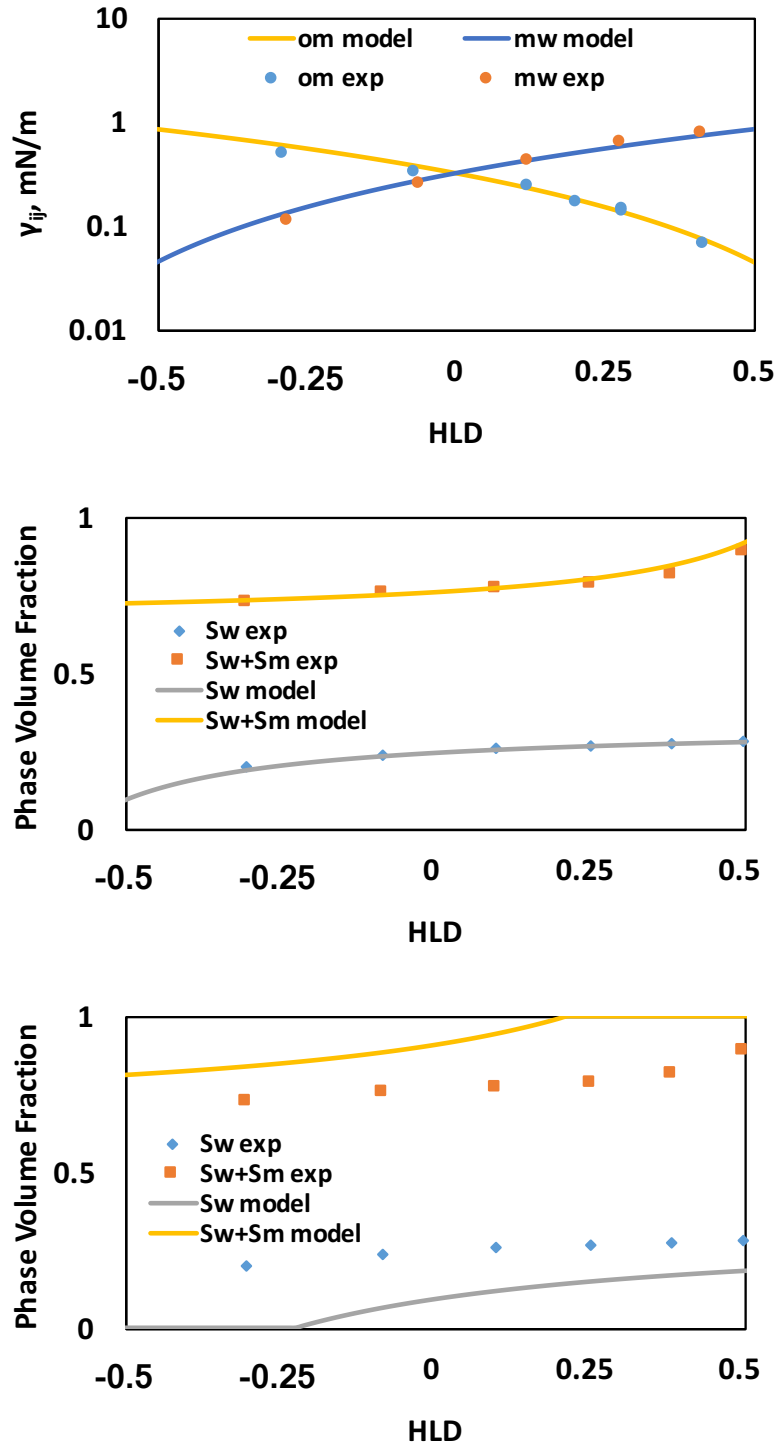 10
om model
mw model
om exp
mw exp
1
0.1
0.01
γij, mN/m
-0.5
-0.25
0
0.25
0.5
HLD
1
0.5
0
Phase Volume Fraction
Sw exp
Sw+Sm exp
Sw model
Sw+Sm model
-0.5
-0.25
0
0.25
0.5
HLD
1
0.5
0
Phase Volume Fraction
Sw exp
Sw+Sm exp
Sw model
Sw+Sm model
-0.5
-0.25
0
0.25
0.5
HLD